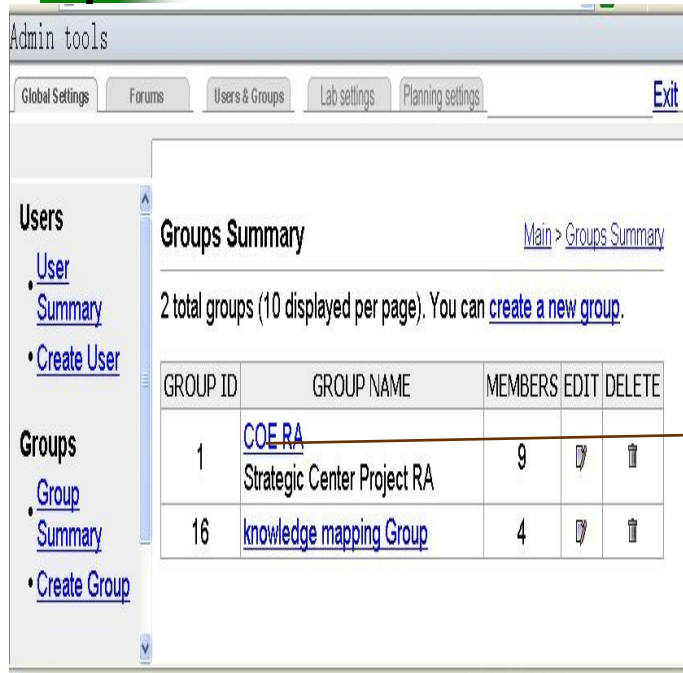 Admin tools
Global Settings Forums Users & Groups Lab settings Planning settings Exit
Users
• User Summary
• Create User
Groups
• Group Summary
• Create Group
Groups Summary Main > Groups Summary
2 total groups (10 displayed per page). You can create a new group.
GROUP ID GROUP NAME MEMBERS EDIT DELETE
1 COE RA 9
Strategic Center Project RA
16 knowledge mapping Group 4